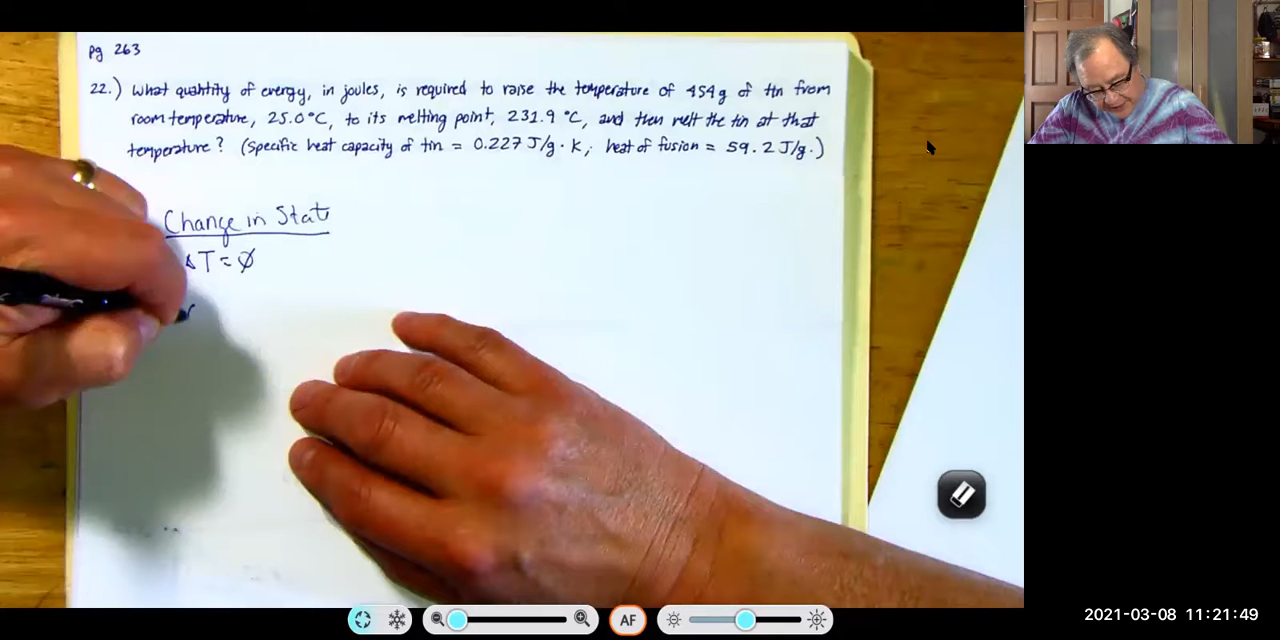 pg 263
22.) What quantity of energy, in joules, is required to raise the temperature of 454g of tin from
room temperature, 25.0°C, to its melting point, 231.9 °C, and then melt the tin at that
temperature? (Specific heat capacity of tin = 0.227 J/g · K; heat of fusion = 59.2 J/g.)
Change in State
ΔT = ∅
AF
2021-03-08 11:21:49